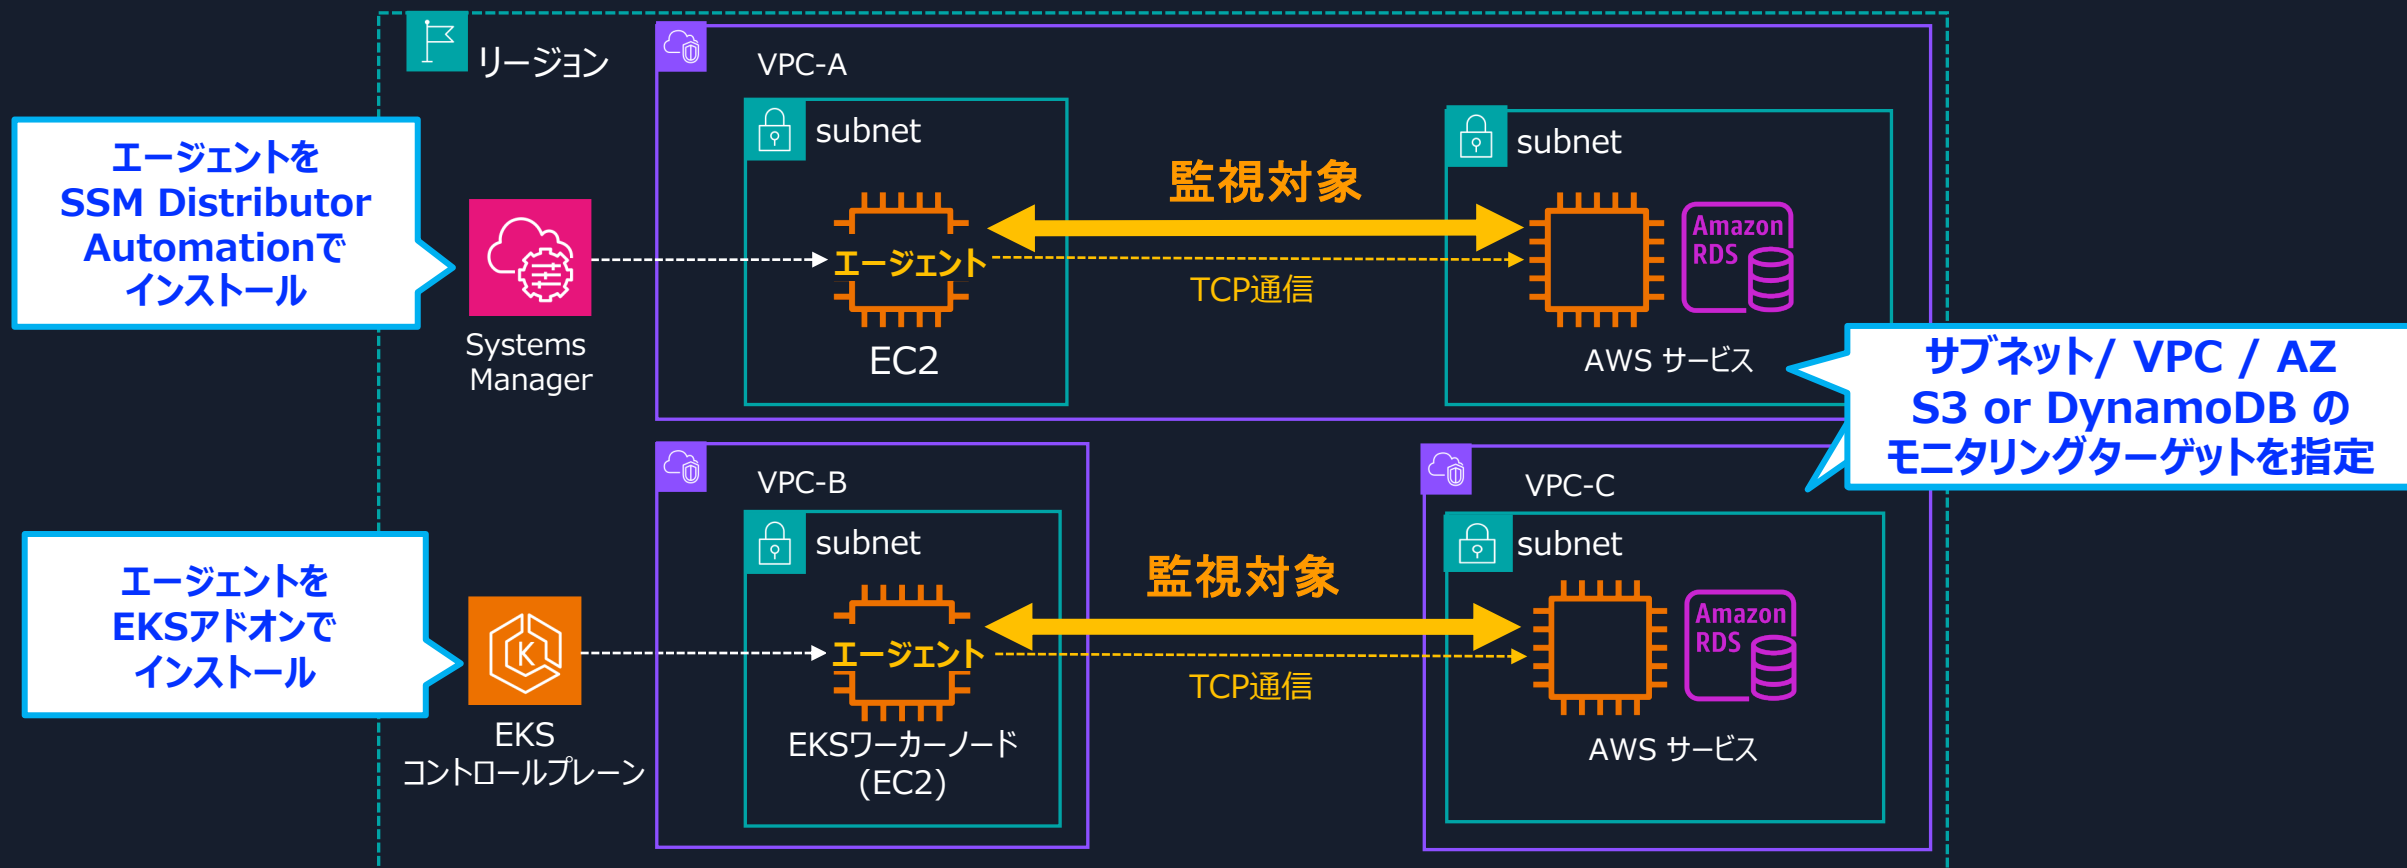 リージョン
VPC-A
subnet
subnet
エージェントを
SSM Distributor
Automationで
インストール
監視対象
Amazon
RDS
エージェント
TCP通信
Systems
Manager
EC2
AWS サービス
サブネット/ VPC / AZ
S3 or DynamoDB の
モニタリングターゲットを指定
VPC-B
VPC-C
subnet
subnet
エージェントを
EKSアドオンで
インストール
監視対象
Amazon
RDS
エージェント
TCP通信
EKS
コントロールプレーン
EKSワーカーノード
(EC2)
AWS サービス